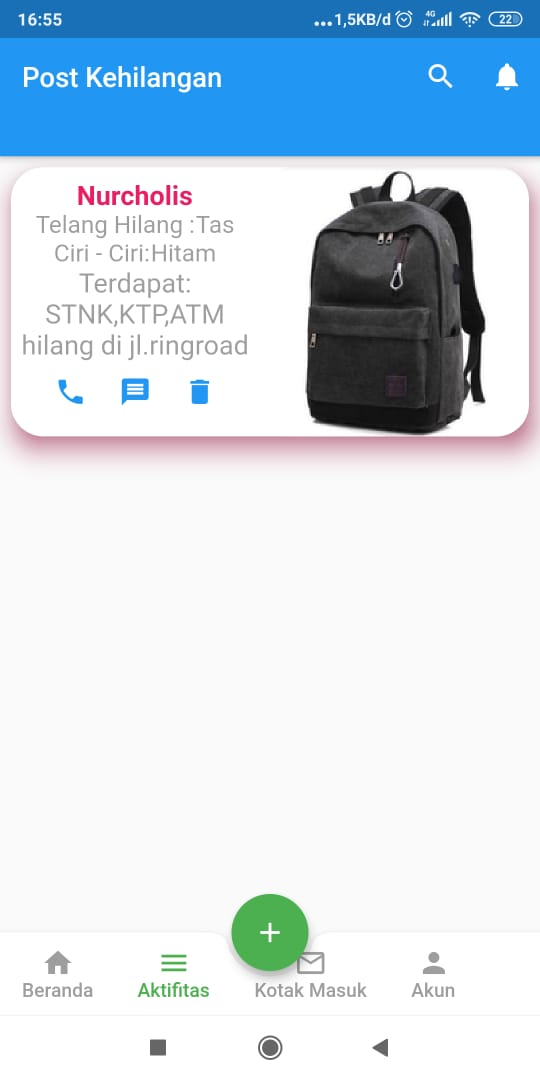 16:55
...1,5KB/d
4G
22
Post Kehilangan
Nurcholis
Telang Hilang :Tas
Ciri - Ciri:Hitam
Terdapat:
STNK,KTP,ATM
hilang di jl.ringroad
Beranda
Aktifitas
Kotak Masuk
Akun